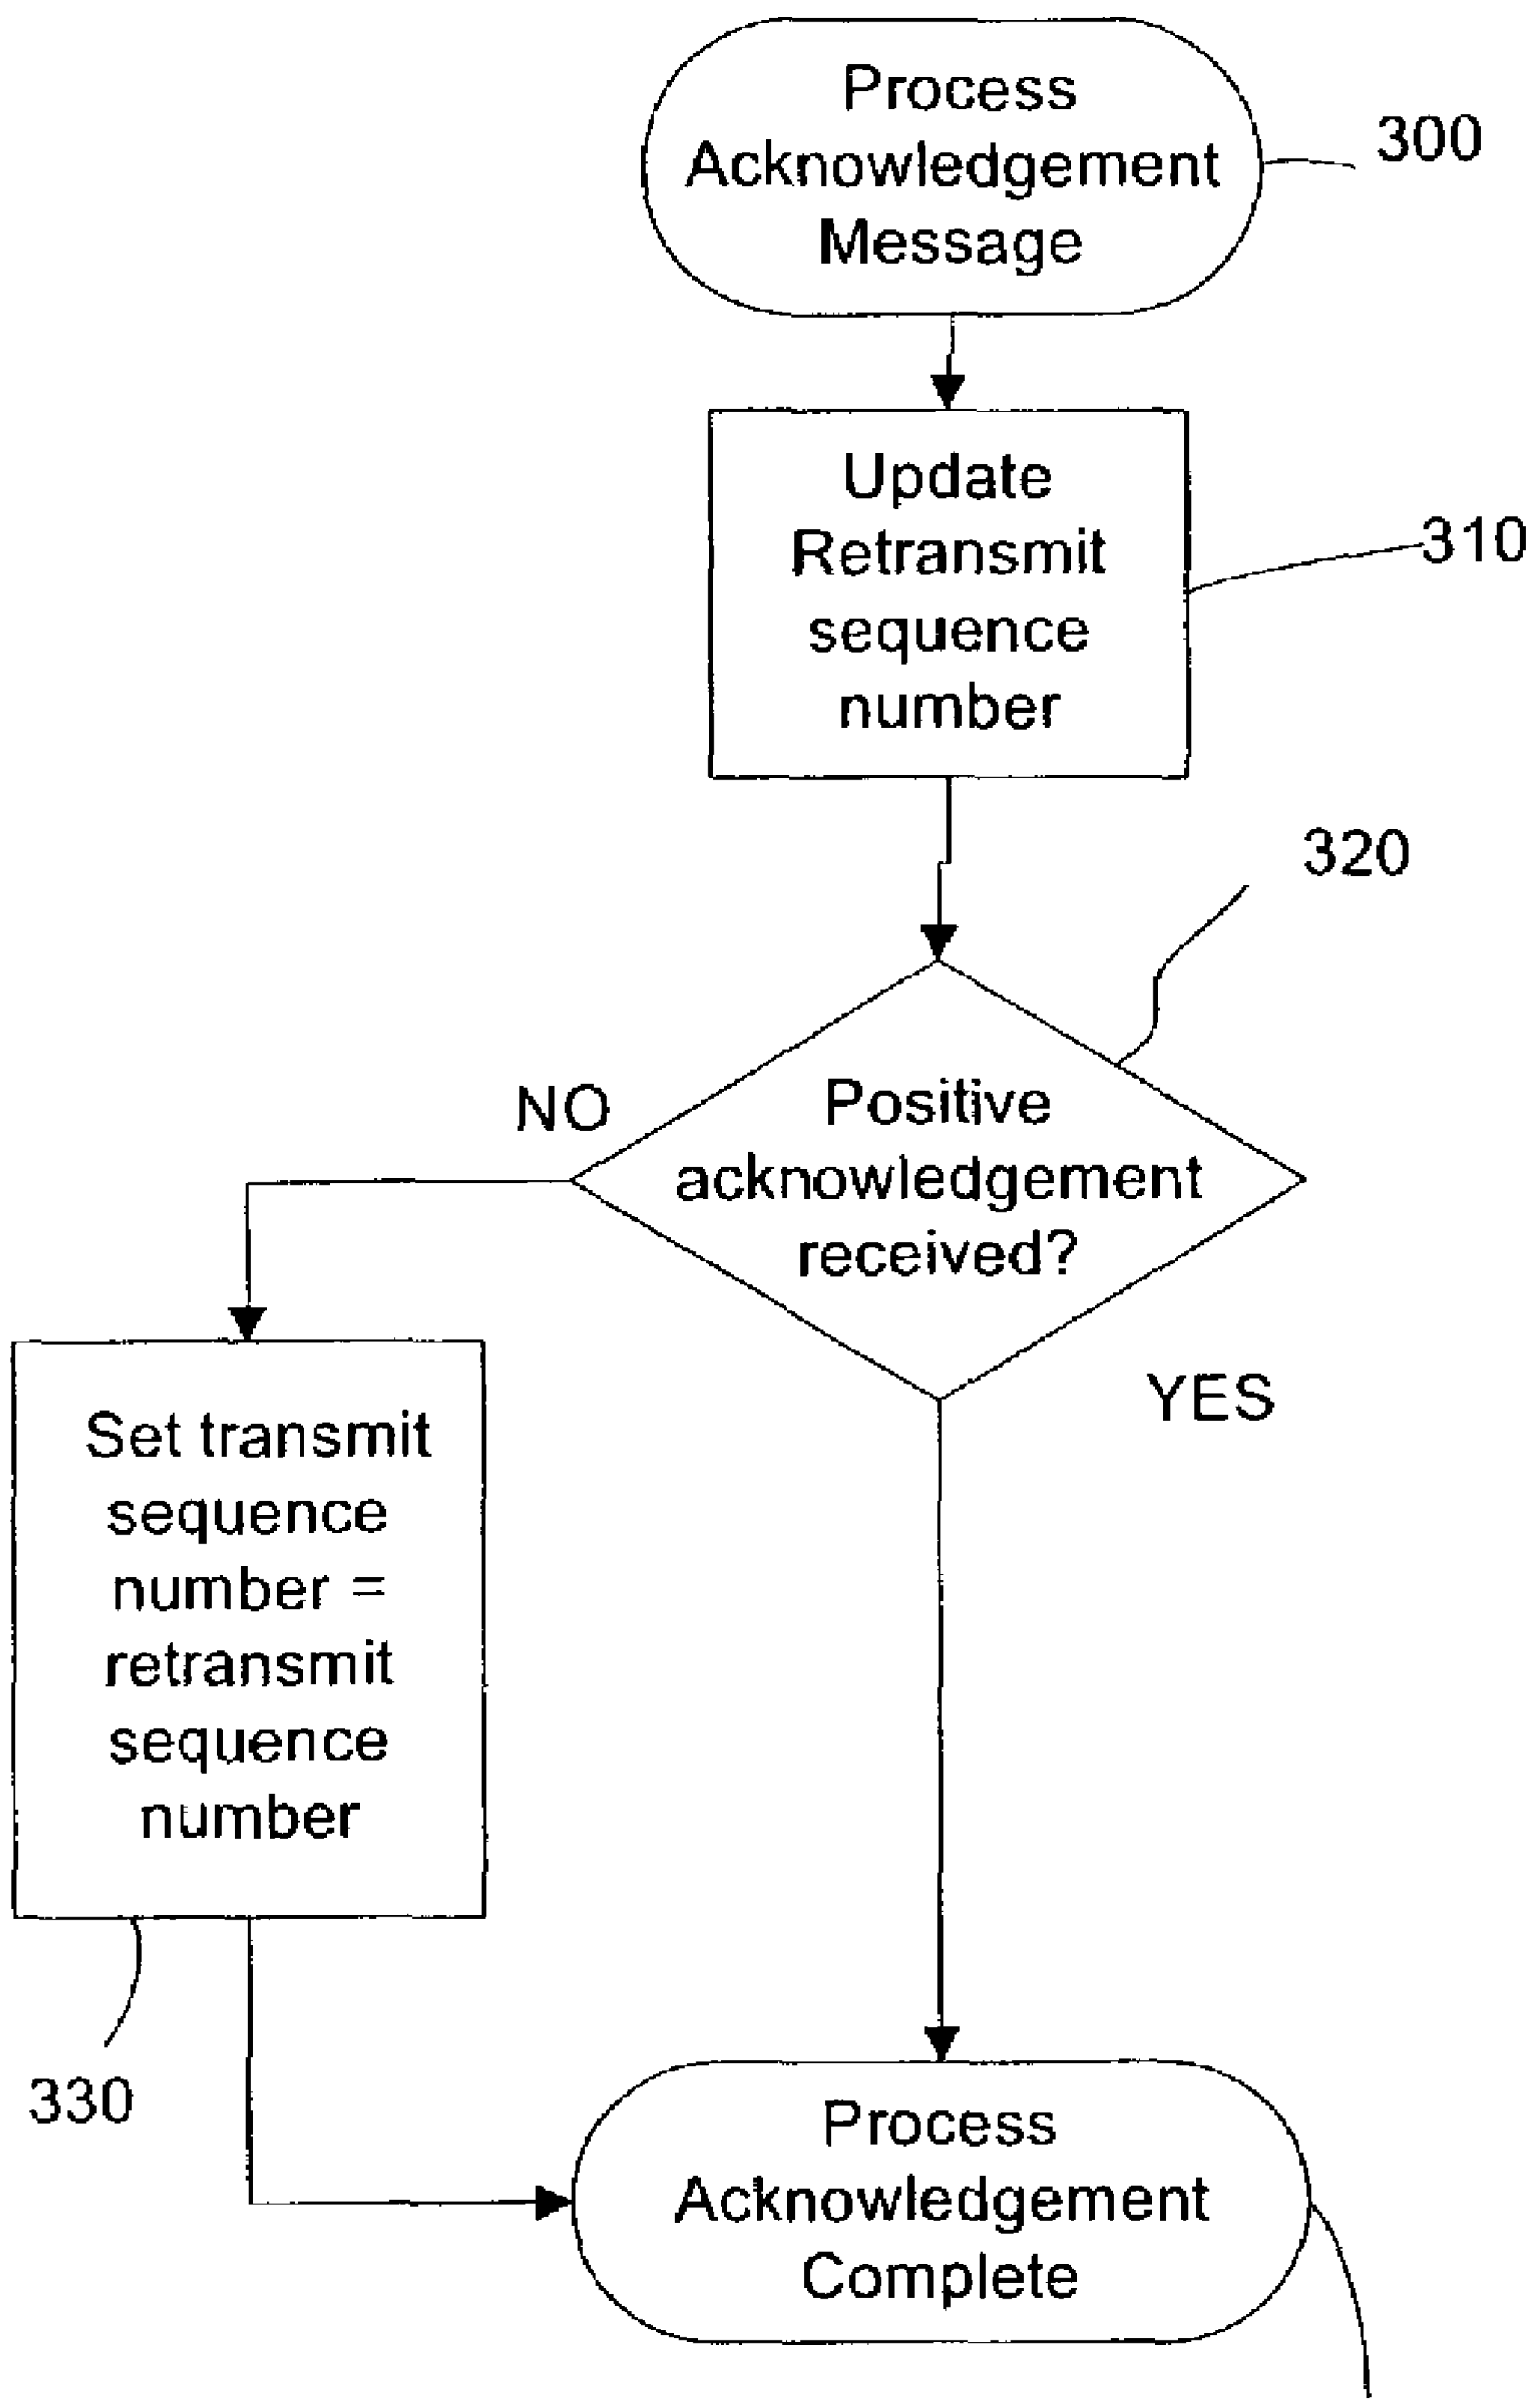 Process
Acknowledgement
Message
300
Update
Retransmit
sequence
number
310
320
Positive
acknowledgement
received?
NO
YES
Set transmit
sequence
number =
retransmit
sequence
number
330
Process
Acknowledgement
Complete